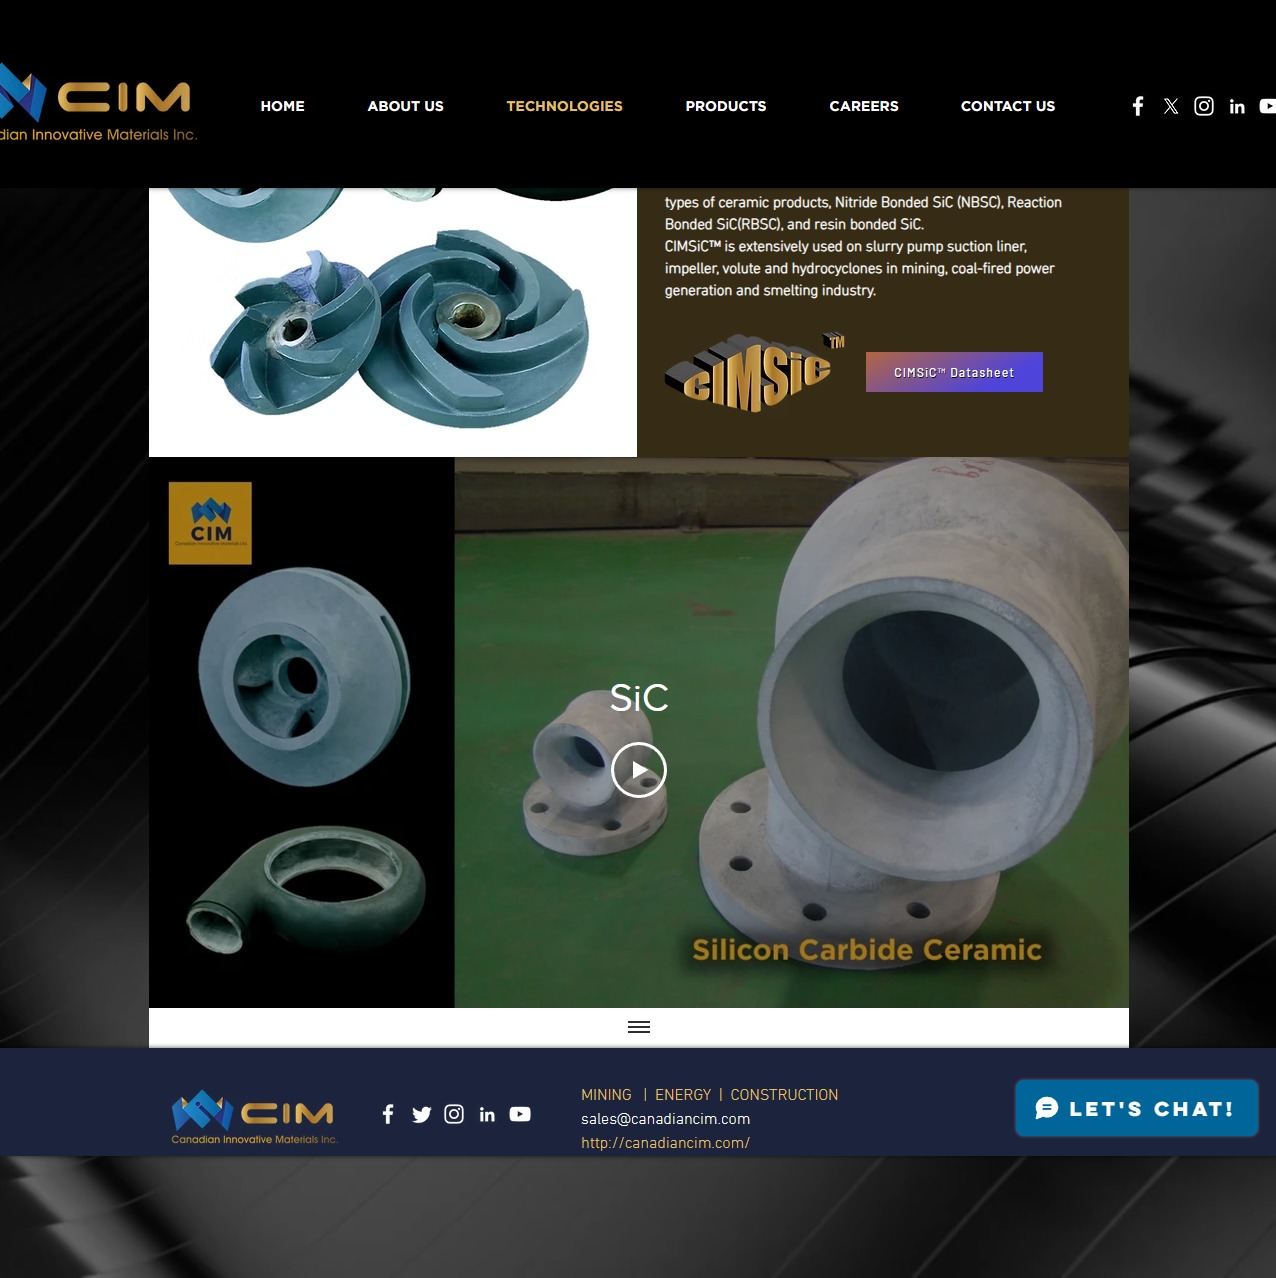 CIM
dian Innovative Materials Inc.
HOME
ABOUT US
TECHNOLOGIES
PRODUCTS
CAREERS
CONTACT US
types of ceramic products, Nitride Bonded SiC (NBSC), Reaction
Bonded SiC(RBSC), and resin bonded SiC.
CIMSiC™ is extensively used on slurry pump suction liner,
impeller, volute and hydrocyclones in mining, coal-fired power
generation and smelting industry.
CIMSiC™
CIMSiC™ Datasheet
CIM
SiC
Silicon Carbide Ceramic
CIM
Canadian Innovative Materials Inc.
MINING | ENERGY | CONSTRUCTION
sales@canadiancim.com
http://canadiancim.com/
LET'S CHAT!